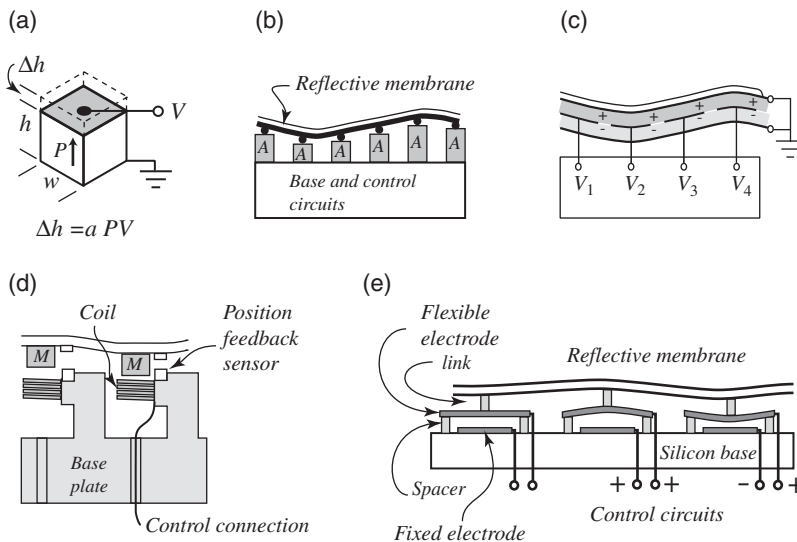 (a)
Δh
h
P
w
V
Δh = a PV
(b)
Reflective membrane
A A A A A A
Base and control
circuits
(c)
+ + + +
- - - -
V1 V2 V3 V4
(d)
Coil
Position
feedback
sensor
M M
Base
plate
Control connection
(e)
Flexible
electrode
link
Reflective membrane
Silicon base
Spacer
+ + - +
Fixed electrode
Control circuits